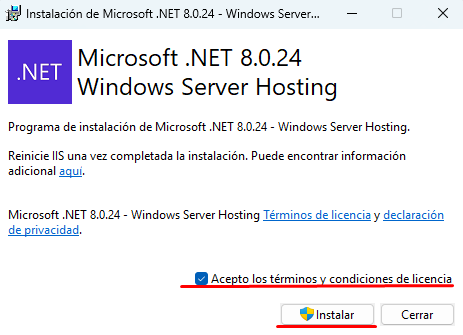 Instalación de Microsoft .NET 8.0.24 - Windows Server...
.NET
Microsoft .NET 8.0.24
Windows Server Hosting
Programa de instalación de Microsoft .NET 8.0.24 - Windows Server Hosting.
Reinicie IIS una vez completada la instalación. Puede encontrar información
adicional aquí.
Microsoft .NET 8.0.24 - Windows Server Hosting Términos de licencia y declaración
de privacidad.
Acepto los términos y condiciones de licencia
Instalar
Cerrar